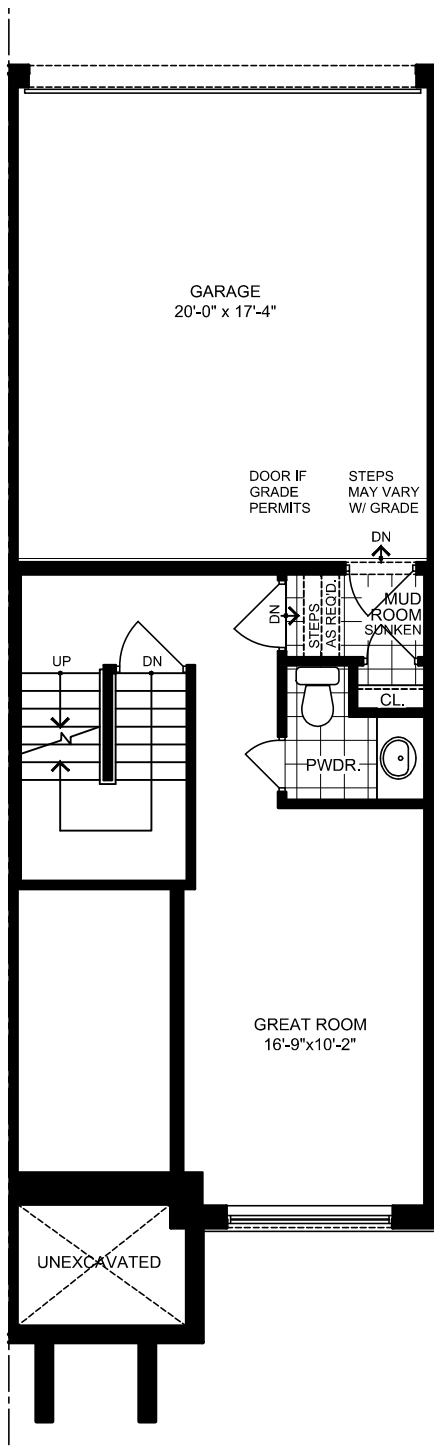 GARAGE
20'-0" x 17'-4"
DOOR IF
GRADE
PERMITS
STEPS
MAY VARY
W/ GRADE
DN
DN
STEPS
AS REQ'D.
MUD
ROOM
SUNKEN
UP
DN
CL.
PWDR.
GREAT ROOM
16'-9"x10'-2"
UNEXCAVATED